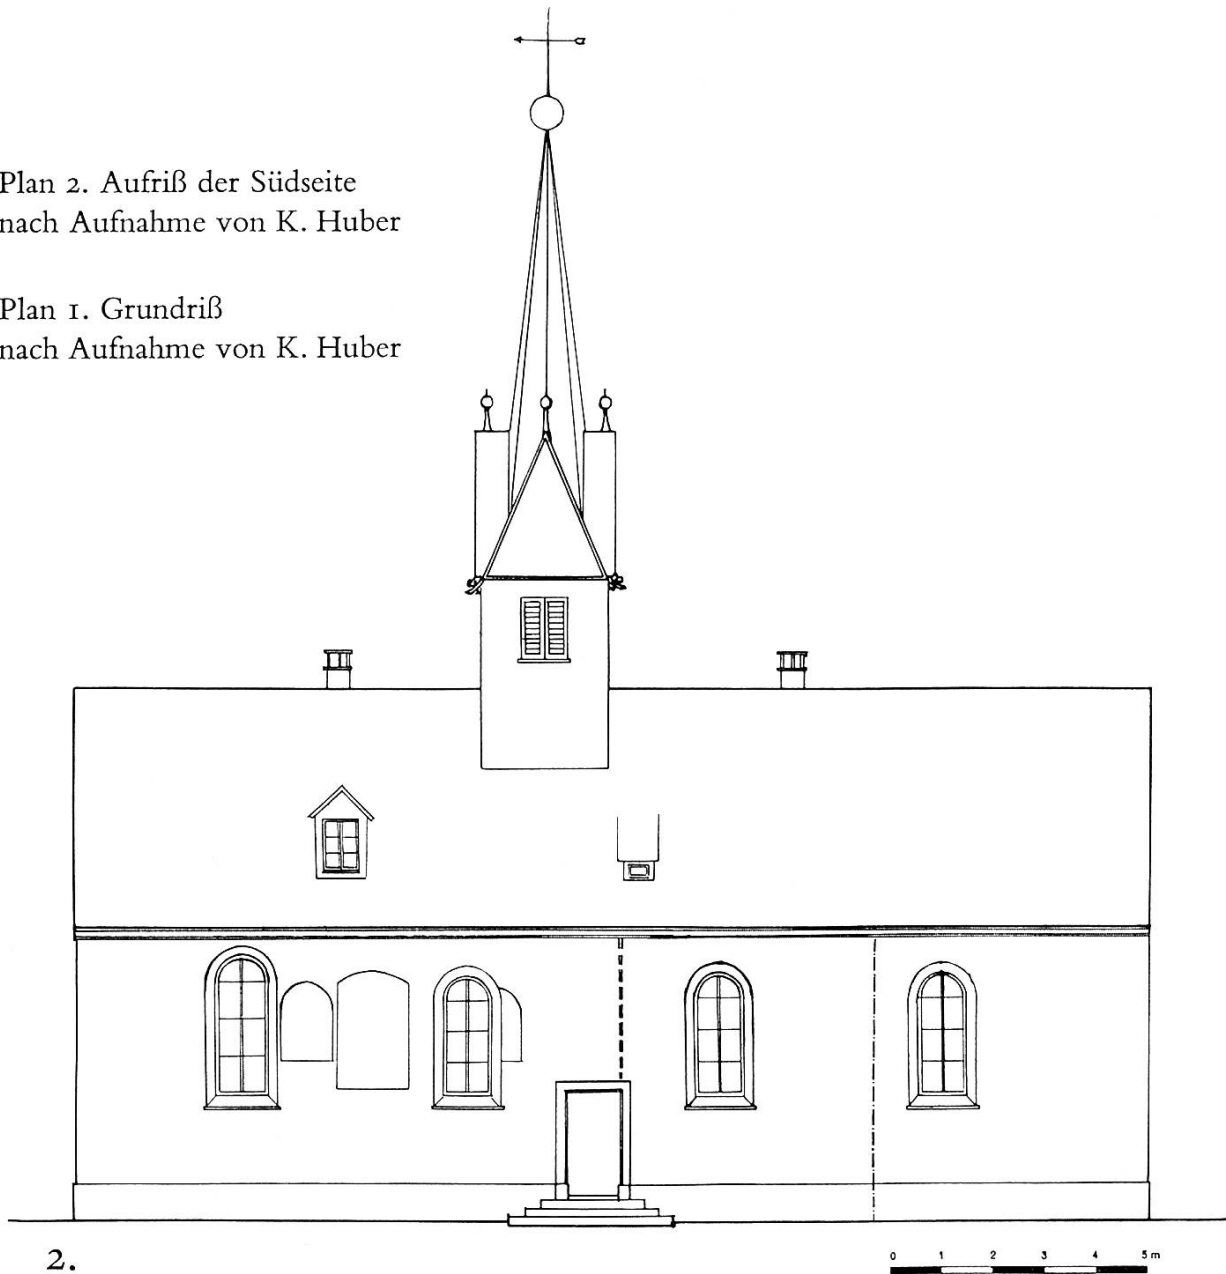 Plan 2. Aufriß der Südseite
nach Aufnahme von K. Huber
Plan 1. Grundriß
nach Aufnahme von K. Huber
2.
0 1 2 3 4 5 m